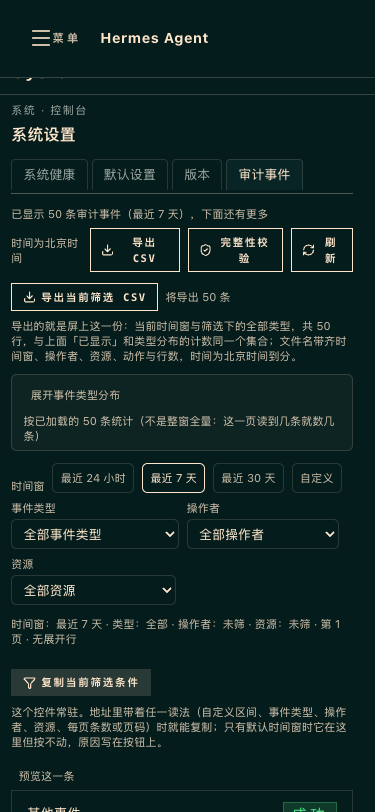 菜单
Hermes Agent
系统 · 控制台
系统设置
系统健康
默认设置
版本
审计事件
已显示 50 条审计事件（最近 7 天），下面还有更多
时间为北京时
间
导出
CSV
完整性校
验
刷
新
导出当前筛选 CSV
将导出 50 条
导出的就是屏上这一份：当前时间窗与筛选下的全部类型，共 50
行，与上面「已显示」和类型分布的计数同一个集合；文件名带齐时
间窗、操作者、资源、动作与行数，时间为北京时间到分。
展开事件类型分布
按已加载的 50 条统计（不是整窗全量：这一页读到几条就数几
条）
时间窗
最近 24 小时
最近 7 天
最近 30 天
自定义
事件类型
操作者
全部事件类型
全部操作者
资源
全部资源
时间窗：最近 7 天 · 类型：全部 · 操作者：未筛 · 资源：未筛 · 第 1
页 · 无展开行
复制当前筛选条件
这个控件常驻。地址里带着任一读法（自定义区间、事件类型、操作
者、资源、每页条数或页码）时就能复制；只有默认时间窗时它在这
里但按不动，原因写在按钮上。
预览这一条
其他事件
成功